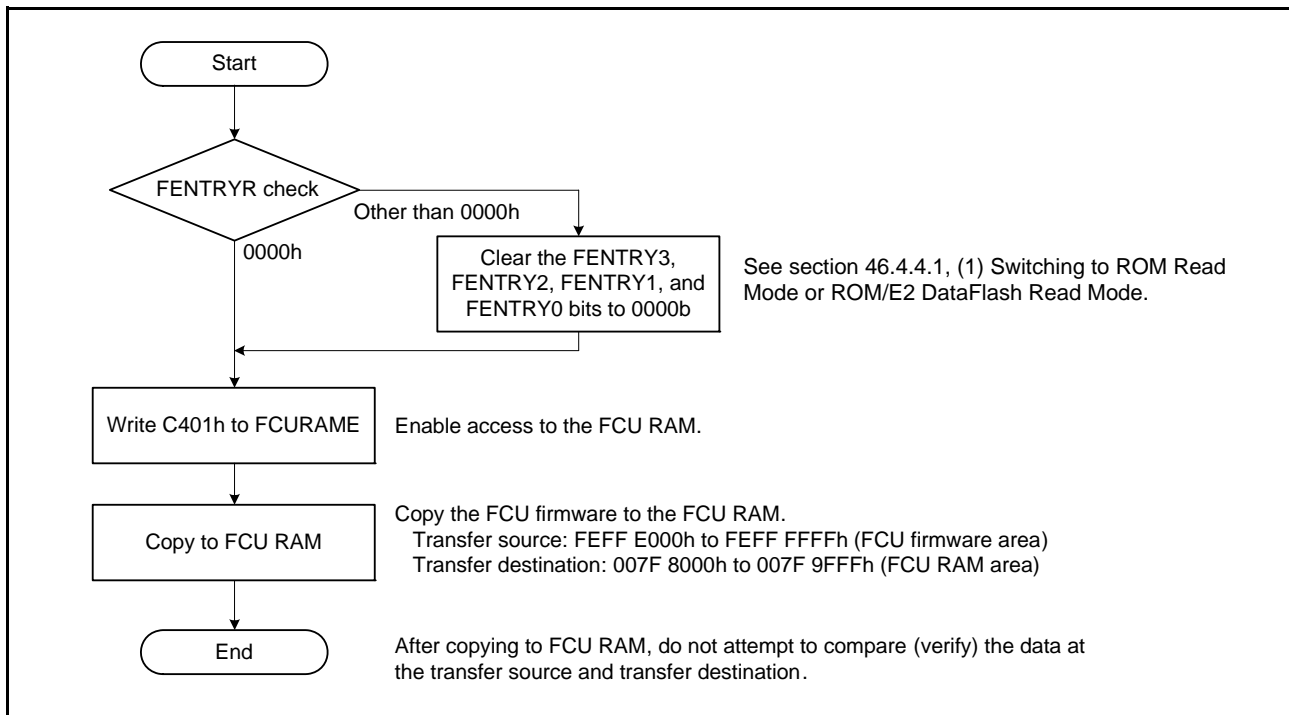 Start
FENTRYR check
Other than 0000h
0000h
Clear the FENTRY3,
FENTRY2, FENTRY1, and
FENTRY0 bits to 0000b
See section 46.4.4.1, (1) Switching to ROM Read
Mode or ROM/E2 DataFlash Read Mode.
Write C401h to FCURAME
Enable access to the FCU RAM.
Copy to FCU RAM
Copy the FCU firmware to the FCU RAM.
Transfer source: FEFF E000h to FEFF FFFFh (FCU firmware area)
Transfer destination: 007F 8000h to 007F 9FFFh (FCU RAM area)
End
After copying to FCU RAM, do not attempt to compare (verify) the data at
the transfer source and transfer destination.